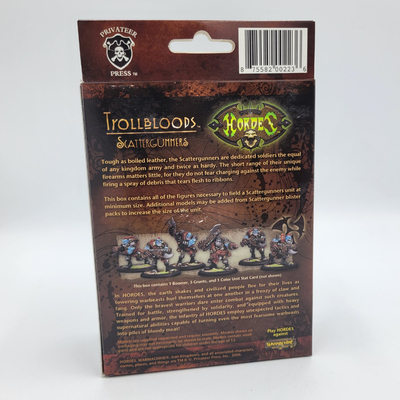 PRIVATEER
PRESS™
8 75582 00223 6
TROLLBLOODS™
SCATTERGUNNERS
HORDES
Tough as boiled leather, the Scattergunners are dedicated soldiers the equal
of any kingdom army and twice as hardy. The short range of their unique
firearms matters little, for they do not fear charging against the enemy while
firing a spray of debris that tears flesh to ribbons.
This box contains all of the figures necessary to field a Scattergunners unit at
minimum size. Additional models may be added from Scattergunner blister
packs to increase the size of the unit.
This box contains 1 Boomer, 5 Grunts, and 1 Color Unit Stat Card (not shown)
In HORDES, the earth shakes and civilized people flee for their lives as
towering warbeasts hurl themselves at one another in a frenzy of claw and
fang. Only the bravest warriors dare enter combat against such creatures.
Trained for battle, strengthened by solidarity, and equipped with heavy
weapons and armor, the infantry of HORDES employ unexpected tactics and
supernatural abilities capable of turning even the most fearsome warbeasts
into piles of bloody meat!
Play HORDES
against
WARMACHINE